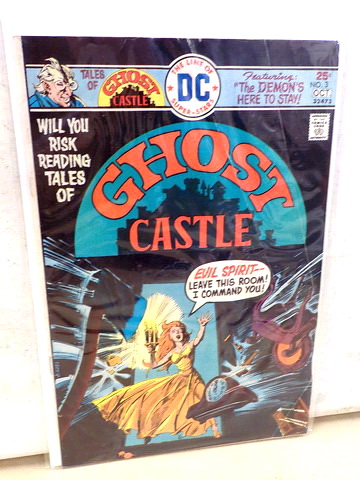 TALES OF
GHOST
CASTLE
THE LINE OF
DC
SUPER-STARS
Featuring:
"The DEMON'S
HERE TO STAY!
25¢
NO. 3
OCT
32473
WILL YOU
RISK
READING
TALES
OF
GHOST
CASTLE
EVIL SPIRIT--
LEAVE THIS ROOM!
I COMMAND YOU!